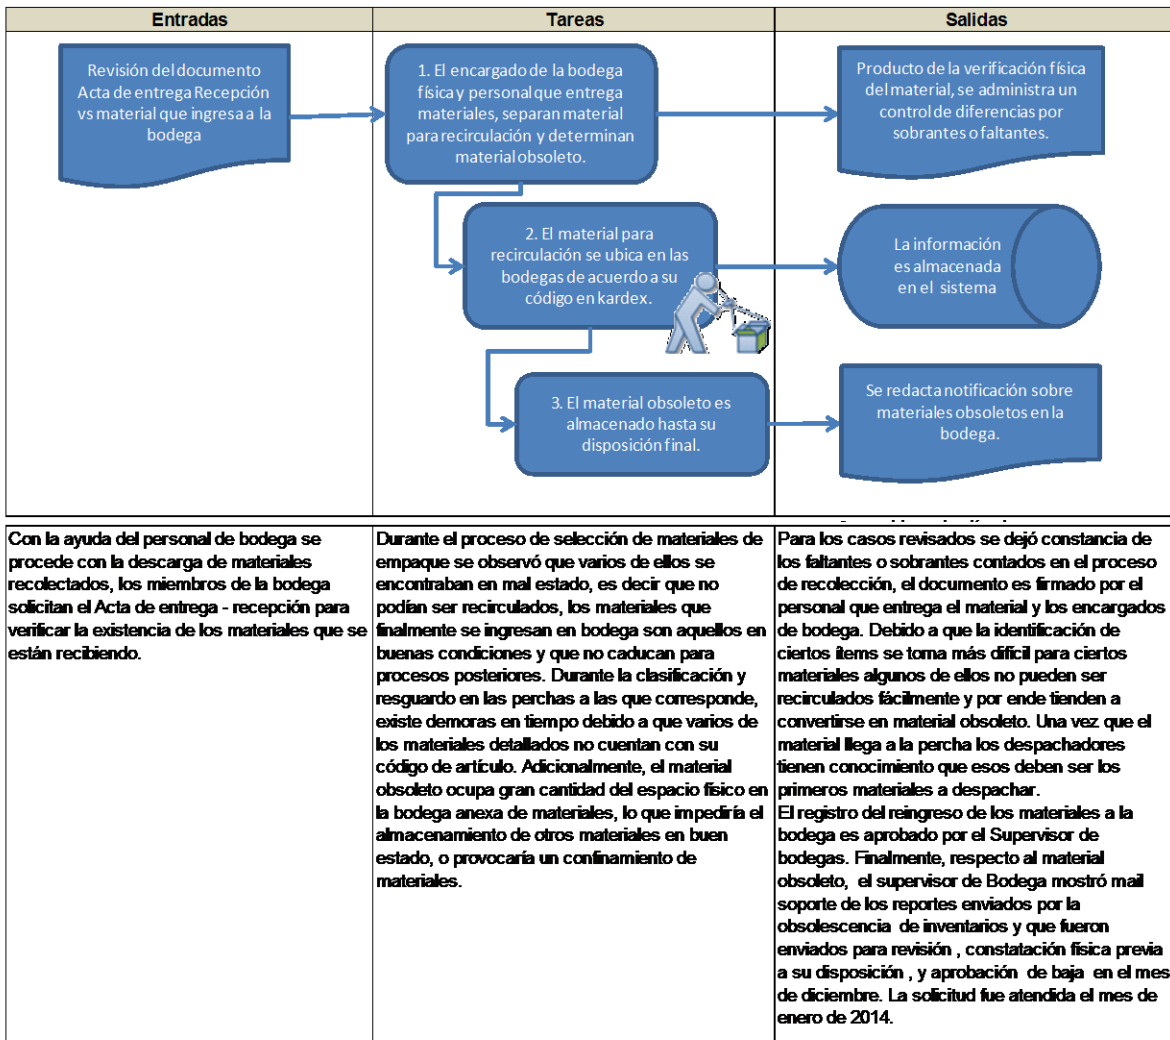 Entradas
Tareas
Salidas
Revisión del documento
Acta de entrega Recepción
vs material que ingresa a la
bodega
1. El encargado de la bodega
física y personal que entrega
materiales, separan material
para recirculación y determinan
material obsoleto.
Producto de la verificación física
del material, se administra un
control de diferencias por
sobrantes o faltantes.
2. El material para
recirculación se ubica en las
bodegas de acuerdo a su
código en kardex.
La información
es almacenada
en el sistema
3. El material obsoleto es
almacenado hasta su
disposición final.
Se redacta notificación sobre
materiales obsoletos en la
bodega.
Con la ayuda del personal de bodega se
procede con la descarga de materiales
recolectados, los miembros de la bodega
solicitan el Acta de entrega - recepción para
verificar la existencia de los materiales que se
están recibiendo.
Durante el proceso de selección de materiales de
empaque se observó que varios de ellos se
encontraban en mal estado, es decir que no
podían ser recirculados, los materiales que
finalmente se ingresan en bodega son aquellos en
buenas condiciones y que no caducan para
procesos posteriores. Durante la clasificación y
resguardo en las perchas a las que corresponde,
existe demoras en tiempo debido a que varios de
los materiales detallados no cuentan con su
código de artículo. Adicionalmente, el material
obsoleto ocupa gran cantidad del espacio físico en
la bodega anexa de materiales, lo que impediría el
almacenamiento de otros materiales en buen
estado, o provocaría un confinamiento de
materiales.
Para los casos revisados se dejó constancia de
los faltantes o sobrantes contados en el proceso
de recolección, el documento es firmado por el
personal que entrega el material y los encargados
de bodega. Debido a que la identificación de
ciertos ítems se torna más difícil para ciertos
materiales algunos de ellos no pueden ser
recirculados fácilmente y por ende tienden a
convertirse en material obsoleto. Una vez que el
material llega a la percha los despachadores
tienen conocimiento que esos deben ser los
primeros materiales a despachar.
El registro del reingreso de los materiales a la
bodega es aprobado por el Supervisor de
bodegas. Finalmente, respecto al material
obsoleto, el supervisor de Bodega mostró mail
soporte de los reportes enviados por la
obsolescencia de inventarios y que fueron
enviados para revisión , constatación física previa
a su disposición , y aprobación de baja en el mes
de diciembre. La solicitud fue atendida el mes de
enero de 2014.